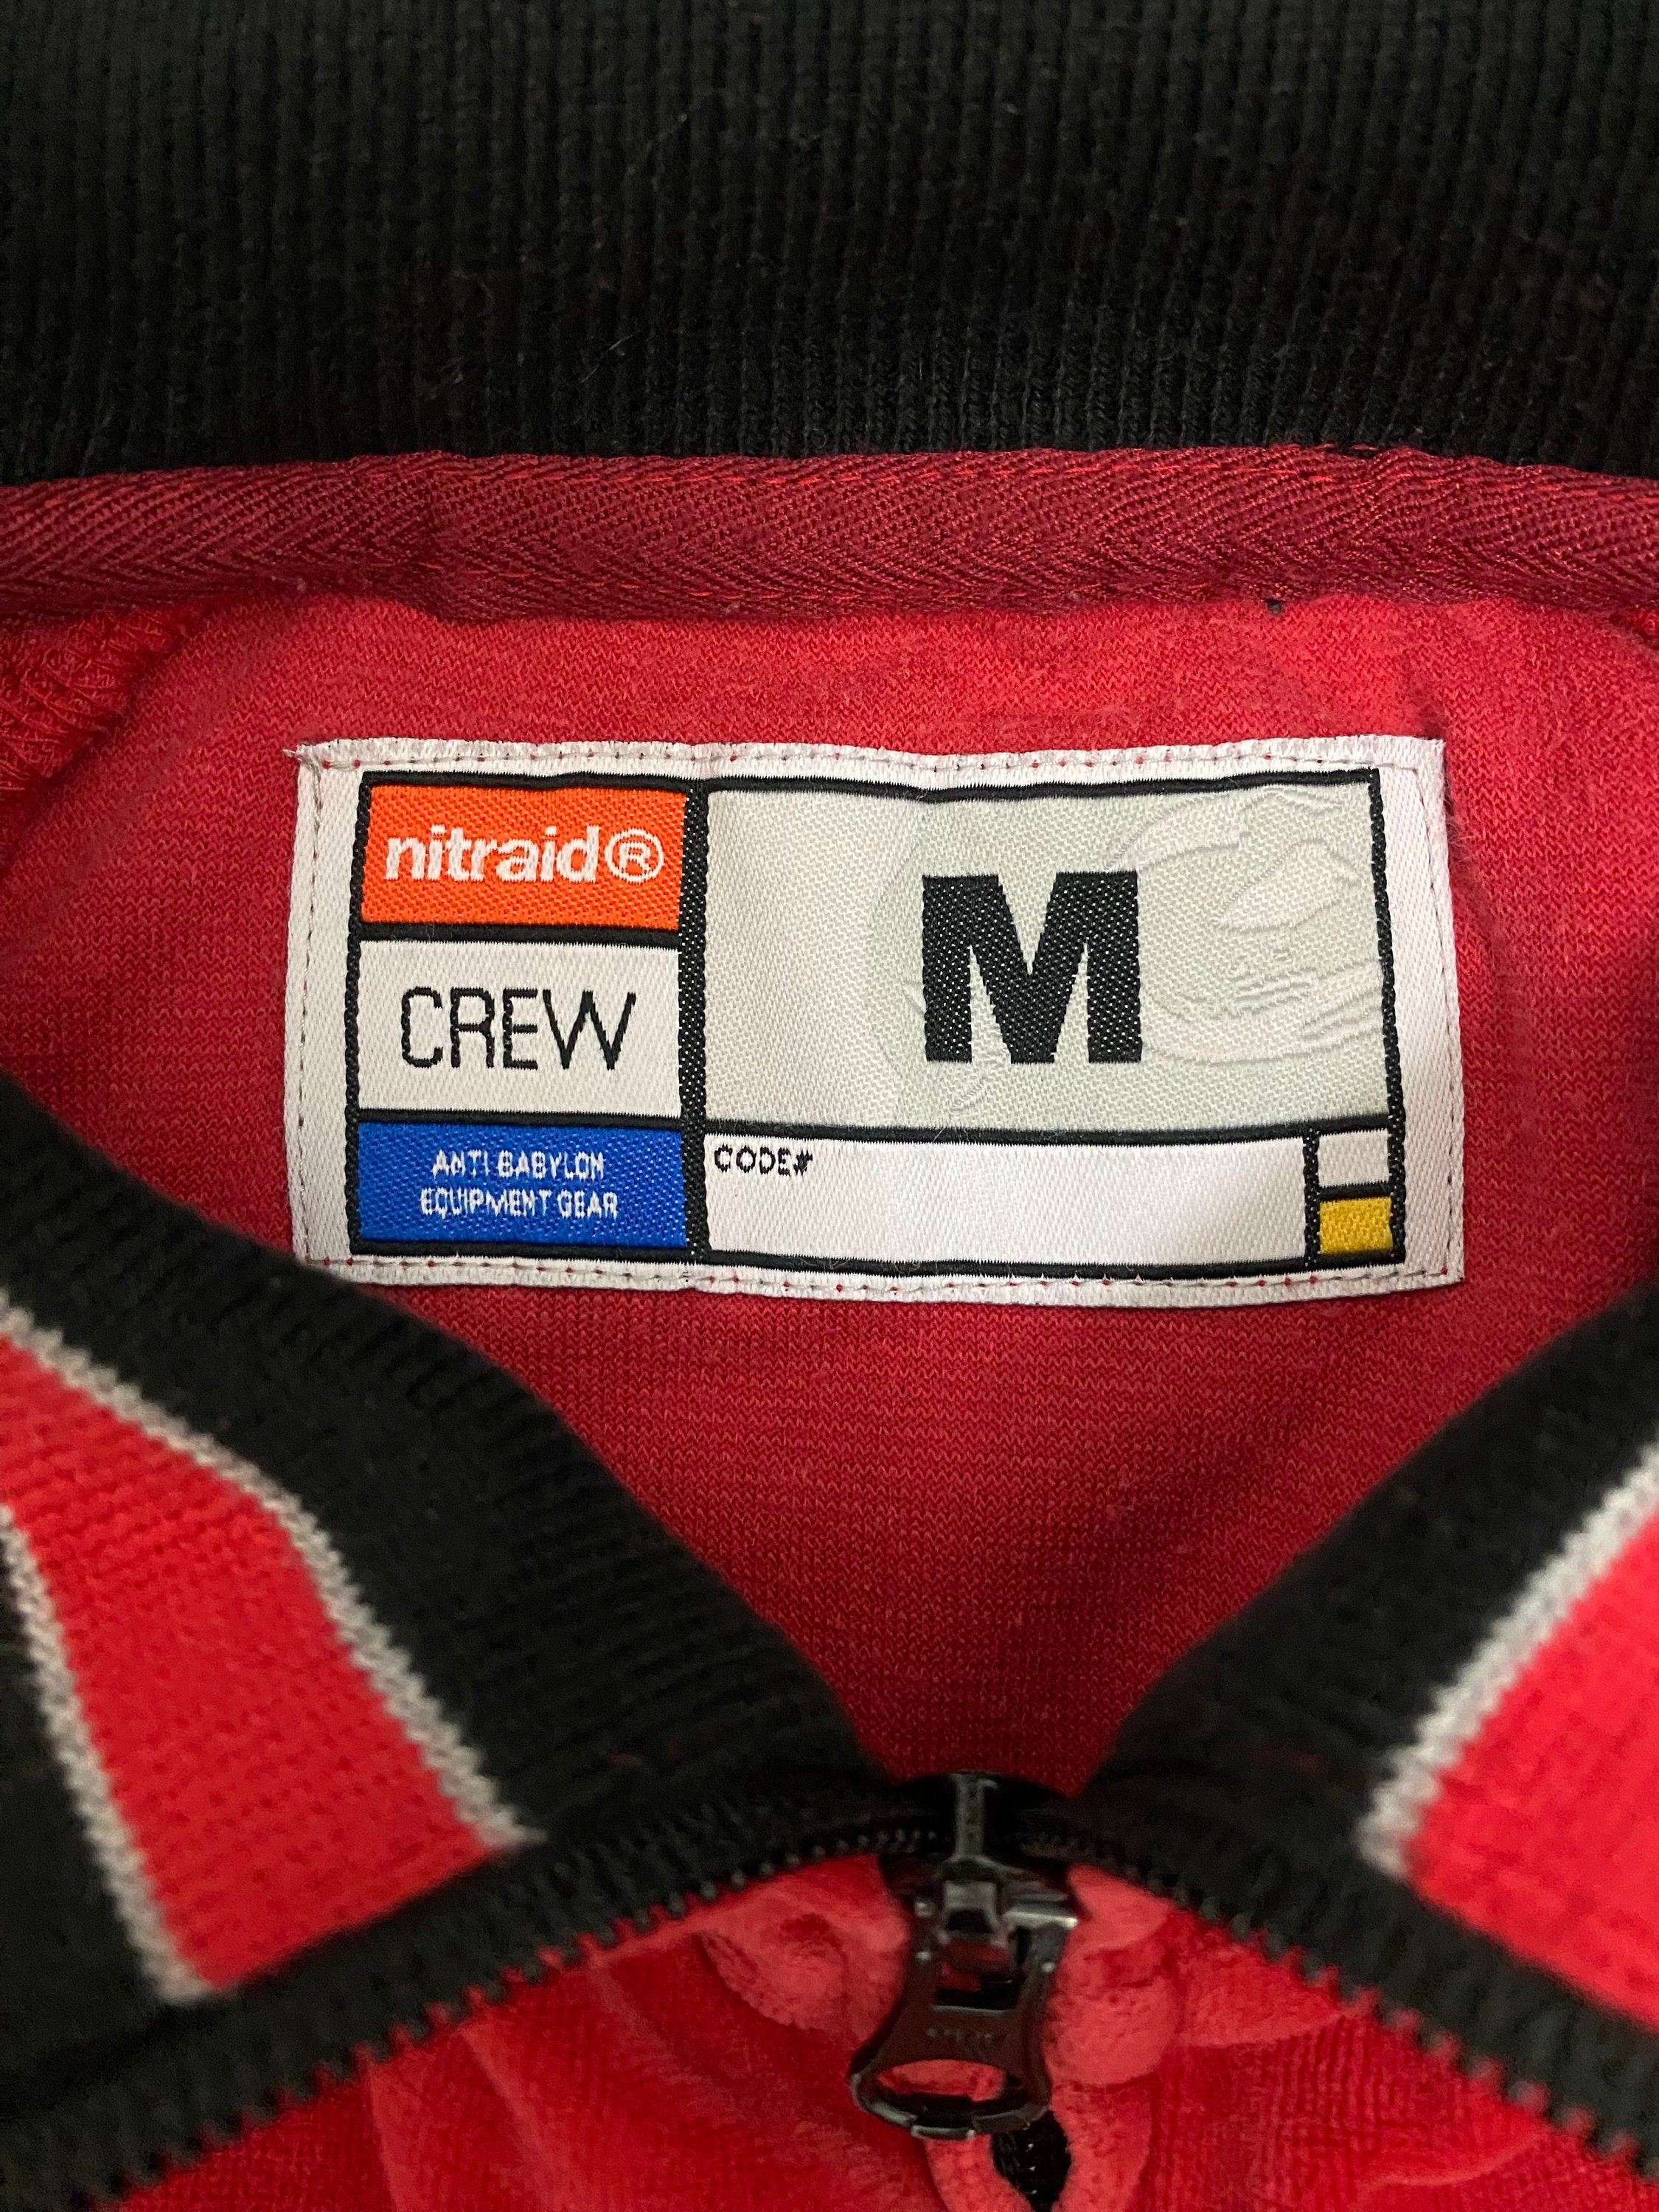 nitraid®
CREW
ANTI BABYLON
EQUIPMENT GEAR
M
CODE#